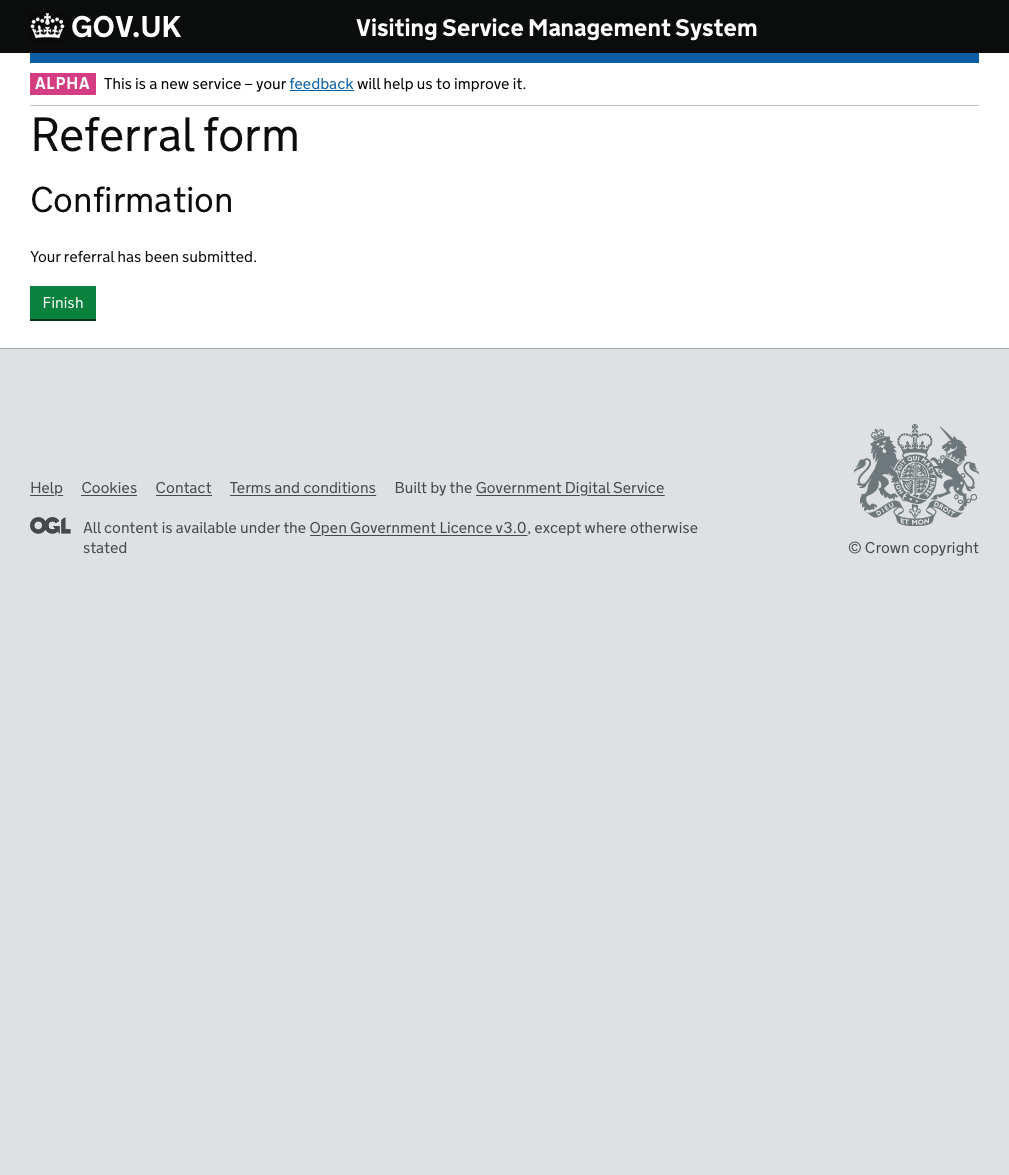 GOV.UK
Visiting Service Management System
ALPHA This is a new service – your feedback will help us to improve it.
Referral form
Confirmation
Your referral has been submitted.
Finish
Help Cookies Contact Terms and conditions Built by the Government Digital Service
OGL All content is available under the Open Government Licence v3.0, except where otherwise
stated
DIEU ET MON DROIT
© Crown copyright